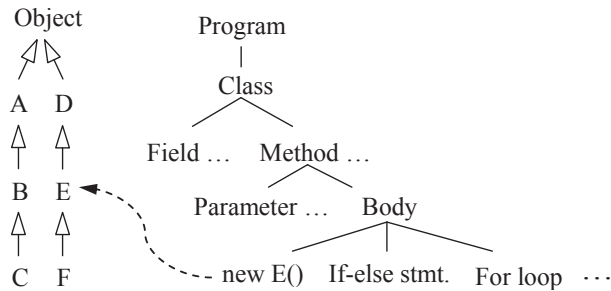 Object
A D
B E
C F
Program
Class
Field … Method …
Parameter … Body
new E() If-else stmt. For loop …